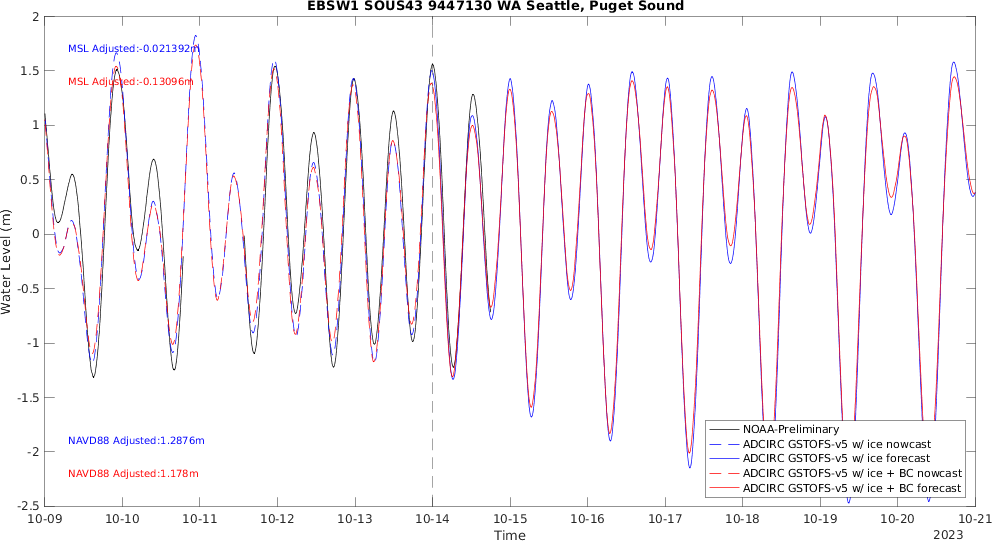 EBSW1 SOUS43 9447130 WA Seattle, Puget Sound
2
MSL Adjusted:-0.021392m
1.5
MSL Adjusted:-0.13096m
1
0.5
0
Water Level (m)
-0.5
-1
-1.5
NOAA-Preliminary
NAVD88 Adjusted:1.2876m
ADCIRC GSTOFS-v5 w/ ice nowcast
-2
ADCIRC GSTOFS-v5 w/ ice forecast
NAVD88 Adjusted:1.178m
ADCIRC GSTOFS-v5 w/ ice + BC nowcast
ADCIRC GSTOFS-v5 w/ ice + BC forecast
-2.5
10-09 10-10 10-11 10-12 10-13 10-14 10-15 10-16 10-17 10-18 10-19 10-20 10-21
Time
2023